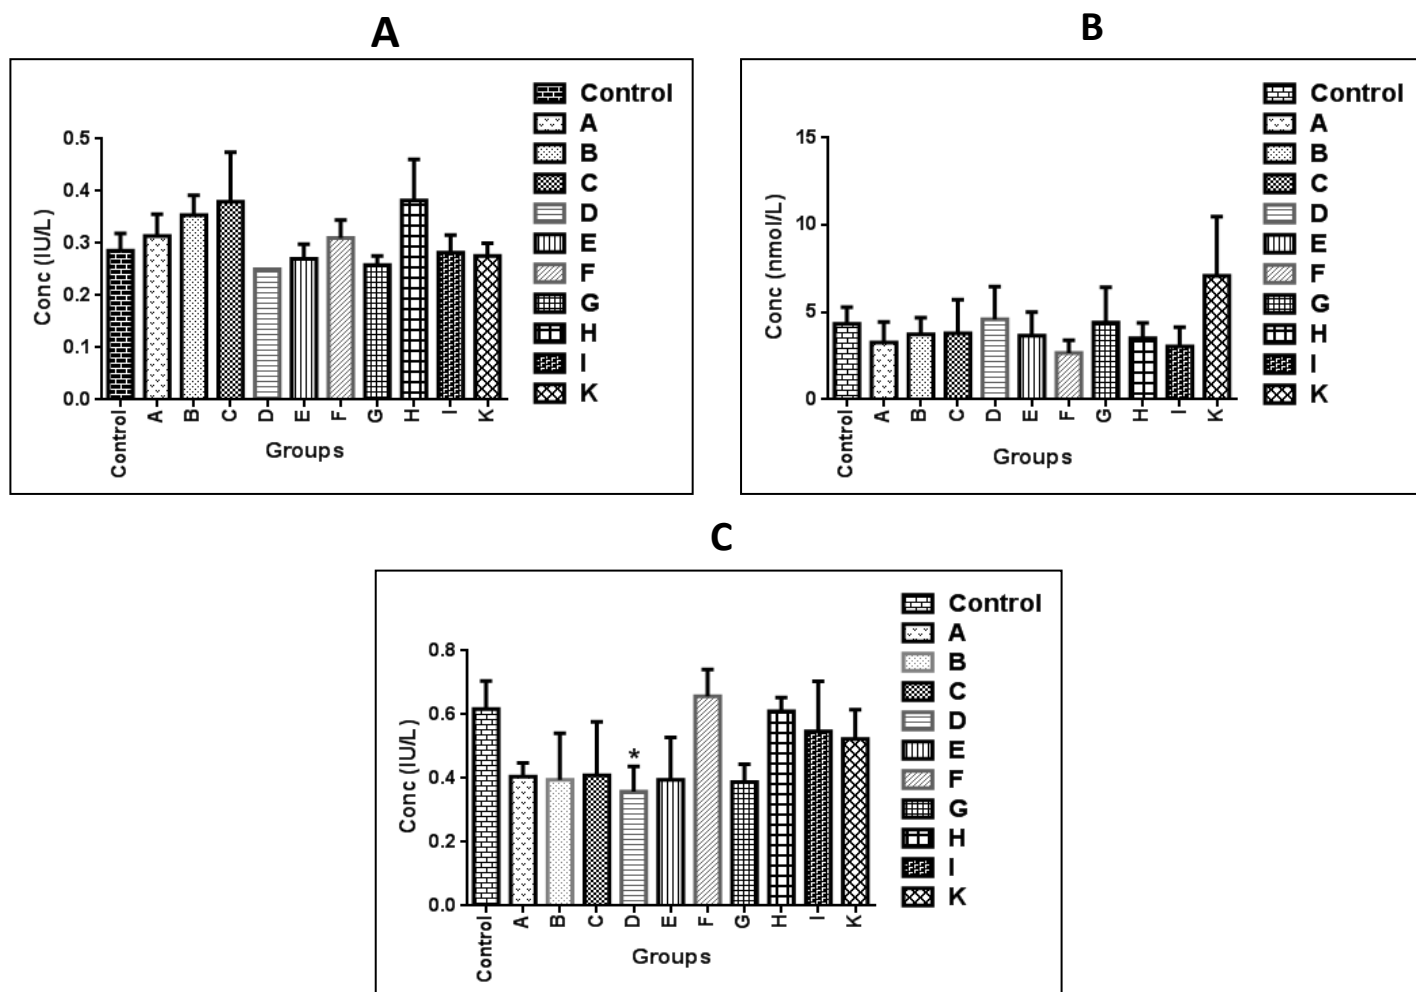 A
Control
A
B
C
D
E
F
G
H
I
K
0.5
0.4
0.3
0.2
0.1
0.0
Conc (IU/L)
Control
A
B
C
D
E
F
G
H
I
K
Groups
B
Control
A
B
C
D
E
F
G
H
I
K
15
10
5
0
Conc (nmol/L)
Control
A
B
C
D
E
F
G
H
I
K
Groups
C
Control
A
B
C
D
E
F
G
H
I
K
0.8
0.6
0.4
0.2
0.0
Conc (IU/L)
*
Control
A
B
C
D
E
F
G
H
I
K
Groups